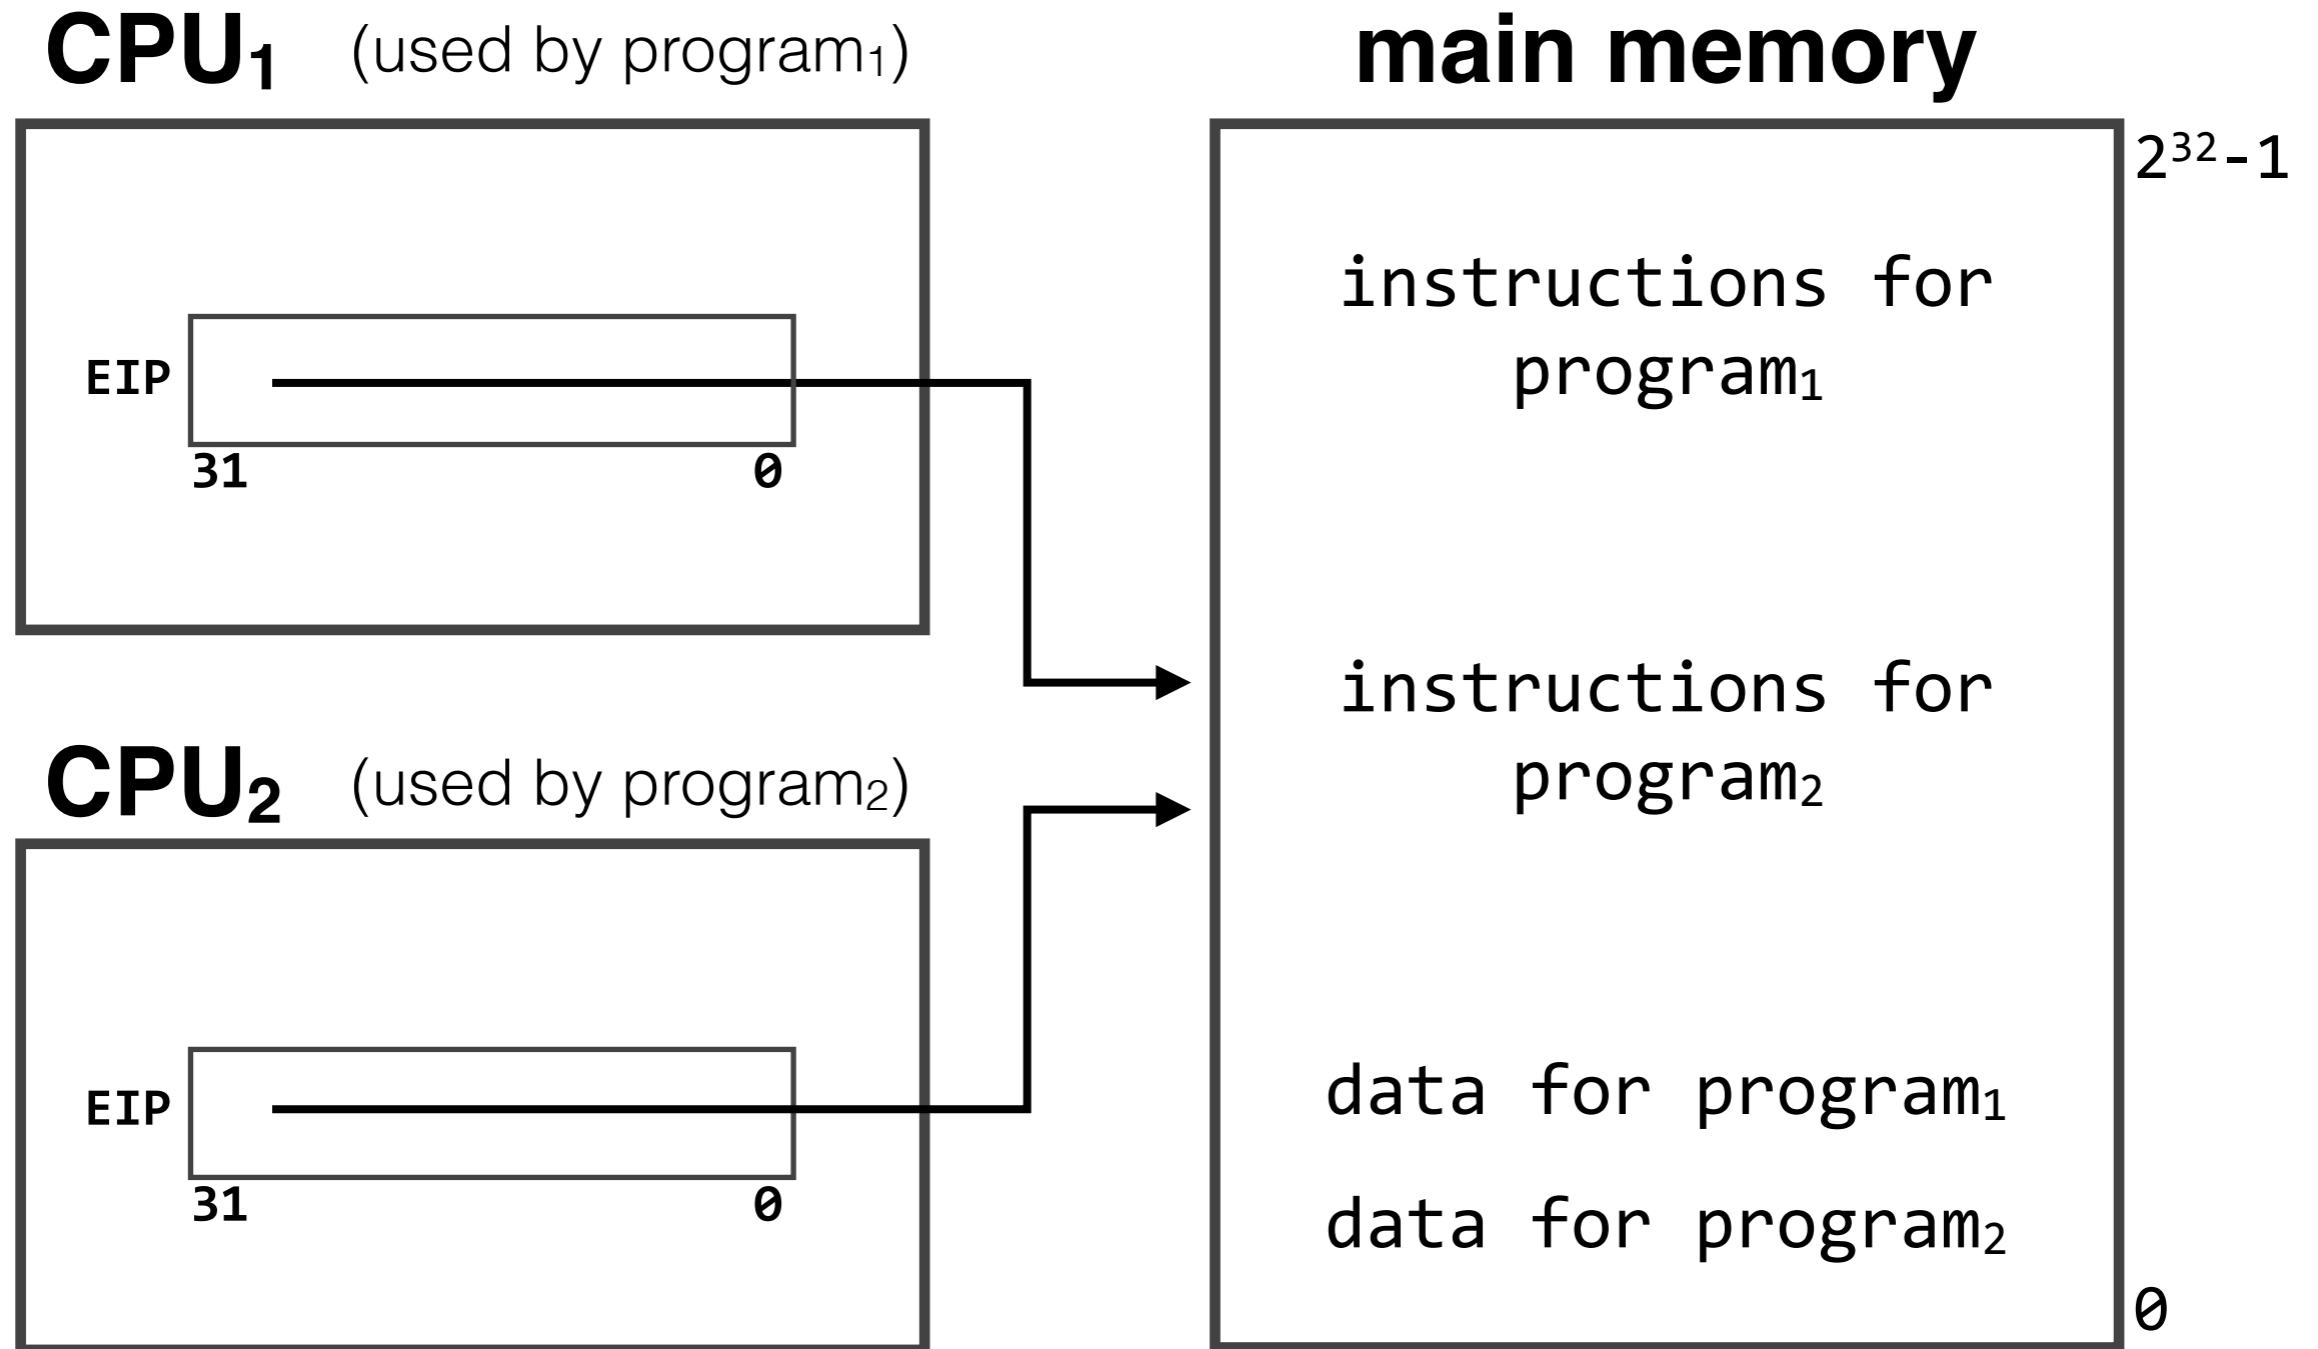 CPU₁ (used by program₁)
EIP
31 0
CPU₂ (used by program₂)
EIP
31 0
main memory
2³²-1
instructions for
program₁
instructions for
program₂
data for program₁
data for program₂
0